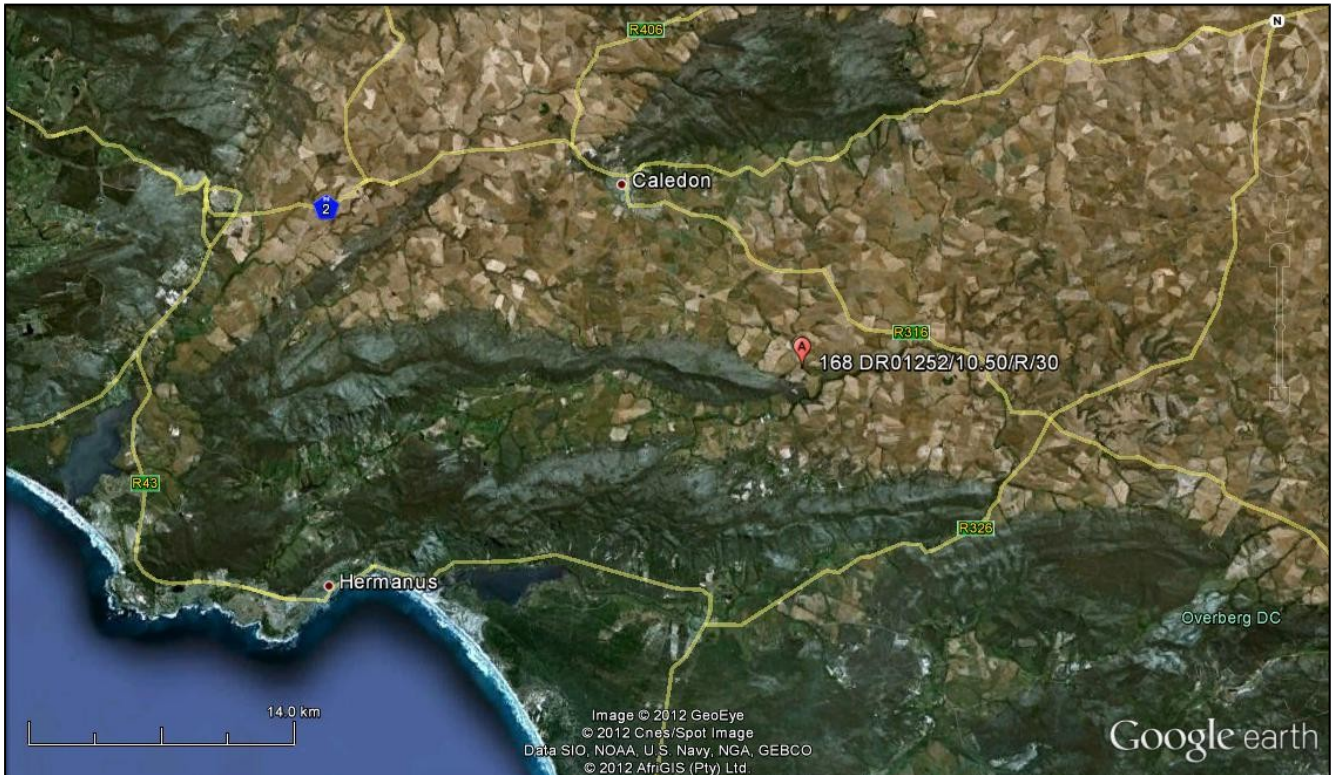 R406
N
2
Caledon
R316
A
168 DR01252/10.50/R/30
R43
R326
Hermanus
Overberg DC
14.0 km
Image © 2012 GeoEye
© 2012 Cnes/Spot Image
Data SIO, NOAA, U.S. Navy, NGA, GEBCO
© 2012 AfriGIS (Pty) Ltd.
Google earth